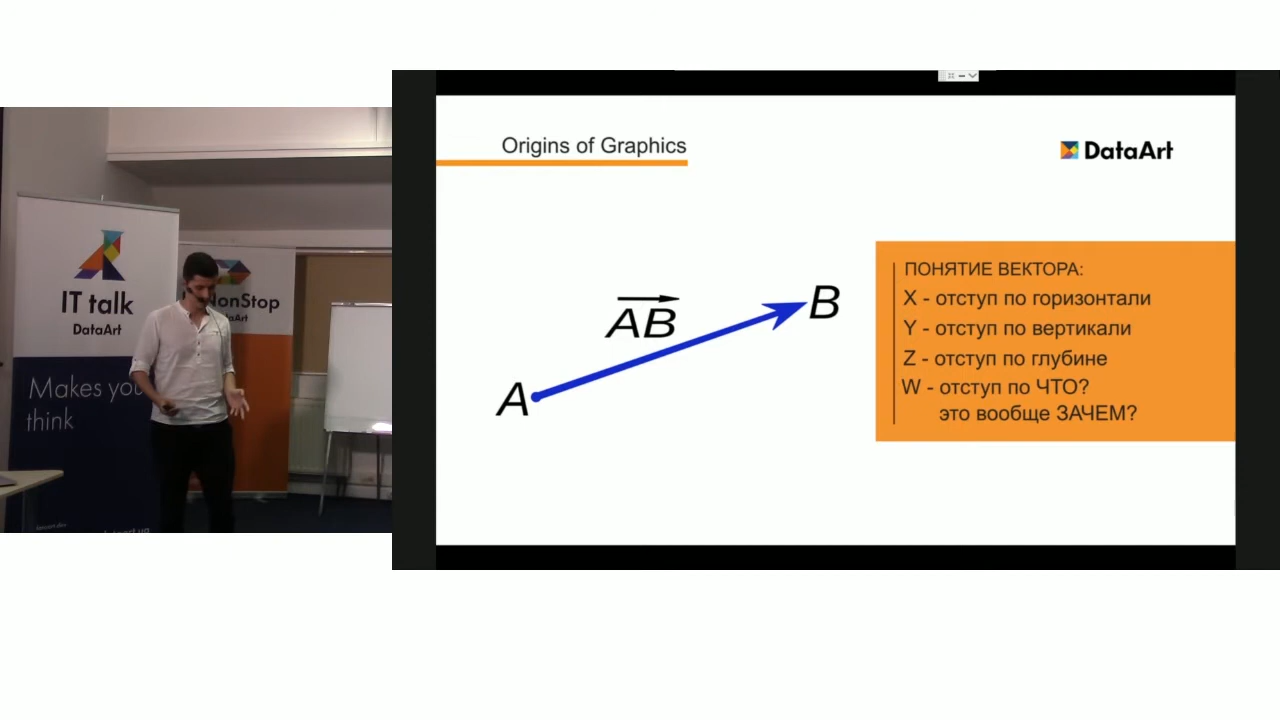 Origins of Graphics
DataArt
AB
A
B
ПОНЯТИЕ ВЕКТОРА:
X - отступ по горизонтали
Y - отступ по вертикали
Z - отступ по глубине
W - отступ по ЧТО?
это вообще ЗАЧЕМ?
IT talk
DataArt
Makes you
think
NonStop